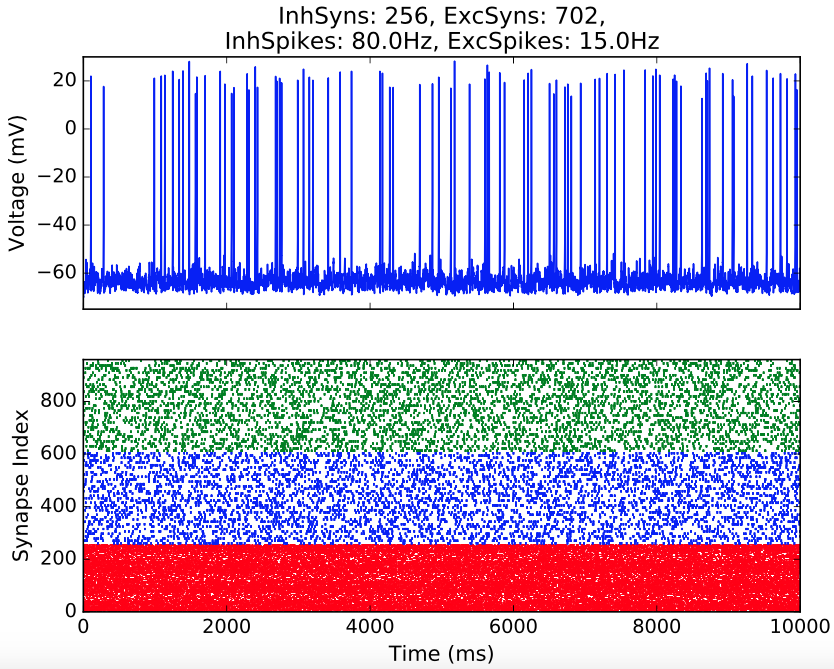 InhSyns: 256, ExcSyns: 702,
InhSpikes: 80.0Hz, ExcSpikes: 15.0Hz
20
0
−20
−40
−60
Voltage (mV)
800
600
400
200
0
Synapse Index
0 2000 4000 6000 8000 10000
Time (ms)